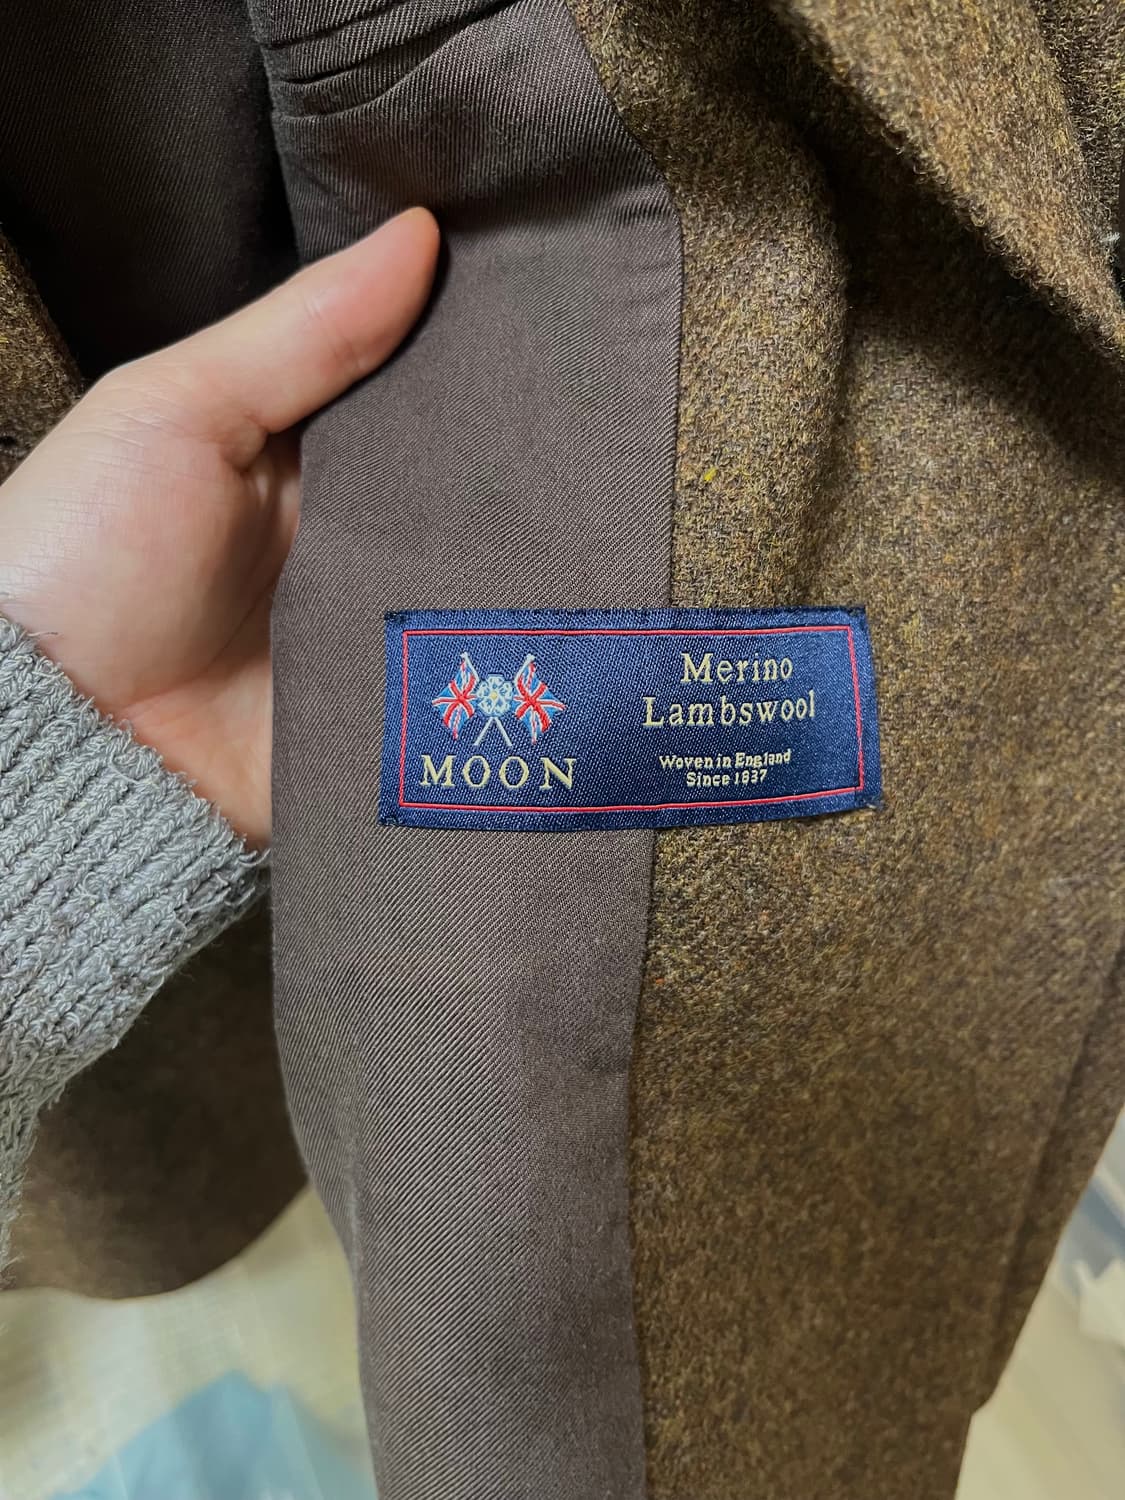 MOON
Merino
Lambswool
Woven in England
Since 1837